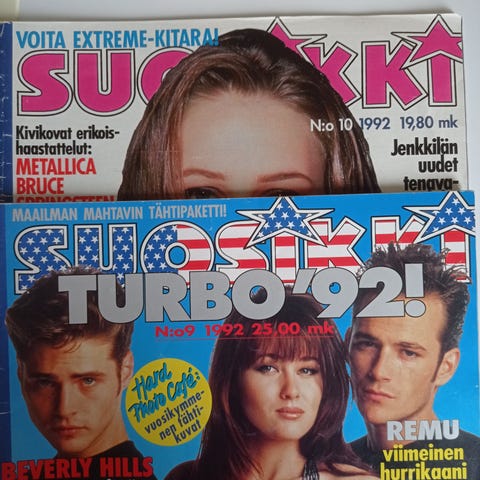 VOITA EXTREME-KITARA!
SUOSIKKI
N:o 10 1992 19,80 mk
Kivikovat erikois-
haastattelut:
METALLICA
BRUCE
SPRINGSTEEN
Jenkkilän
uudet
tenava-
MAAILMAN MAHTAVIN TÄHTIPAKETTI!
SUOSIKKI
TURBO '92!
N:o9 1992 25,00 mk
Hard
Photo Café:
vuosikymme-
nen tähti-
kuvat
BEVERLY HILLS
REMU
viimeinen
hurrikaani